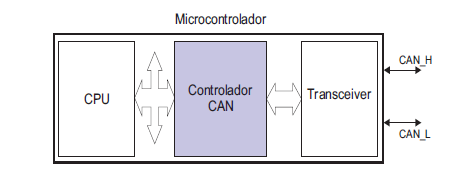 Microcontrolador
CPU
Controlador
CAN
Transceiver
CAN_H
CAN_L